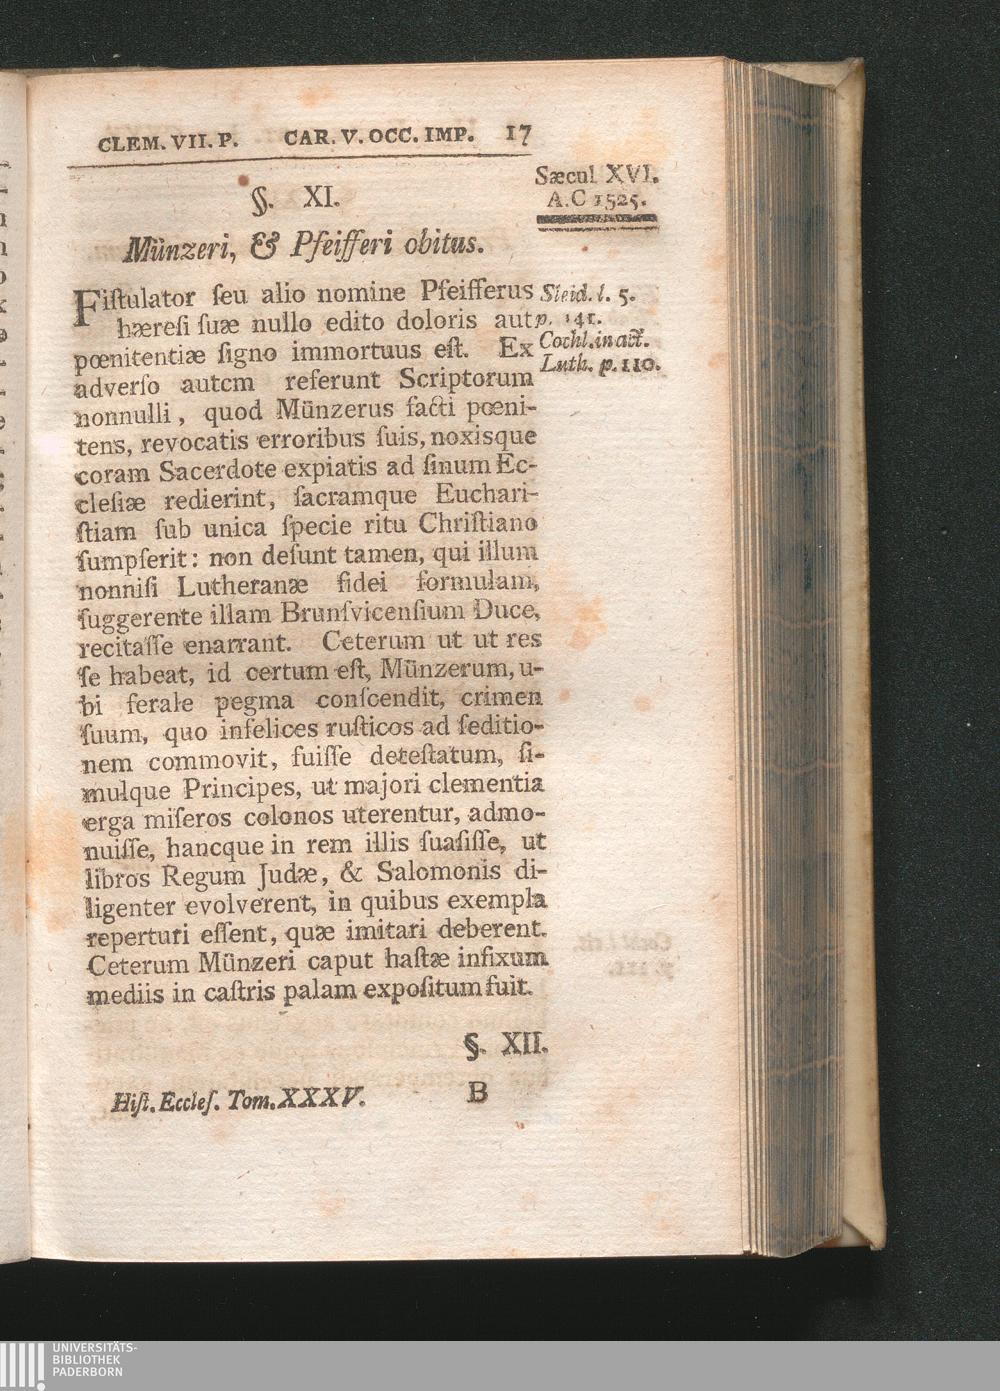 CLEM. VII. P. CAR. V. OCC. IMP. 17
Sæcul XVI.
A.C 1525.
§. XI.
Münzeri, & Pfeifferi obitus.
Fiſtulator ſeu alio nomine Pfeifferus
hæreſi ſuæ nullo edito doloris aut
pœnitentiæ ſigno immortuus eſt. Ex
adverſo autem referunt Scriptorum
nonnulli, quod Münzerus facti pœni-
tens, revocatis erroribus ſuis, noxisque
coram Sacerdote expiatis ad ſinum Ec-
cleſiæ redierint, ſacramque Euchari-
ſtiam ſub unica ſpecie ritu Chriſtiano
ſumpſerit: non deſunt tamen, qui illum
nonniſi Lutheranæ fidei formulam,
ſuggerente illam Brunſvicenſium Duce,
recitaſſe enarrant. Ceterum ut ut res
ſe habeat, id certum eſt, Münzerum, u-
bi ferale pegma conſcendit, crimen
ſuum, quo infelices ruſticos ad ſeditio-
nem commovit, fuiſſe deteſtatum, ſi-
mulque Principes, ut majori clementia
erga miſeros colonos uterentur, admo-
nuiſſe, hancque in rem illis ſuaſiſſe, ut
libros Regum Judæ, & Salomonis di-
ligenter evolverent, in quibus exempla
reperturi eſſent, quæ imitari deberent.
Ceterum Münzeri caput haſtæ infixum
mediis in caſtris palam expoſitum fuit.
Sleid. l. 5.
p. 141.
Cochl. in act.
Luth. p. 110.
§. XII.
Hiſt. Eccleſ. Tom. XXXV. B
UNIVERSITÄTS-
BIBLIOTHEK
PADERBORN